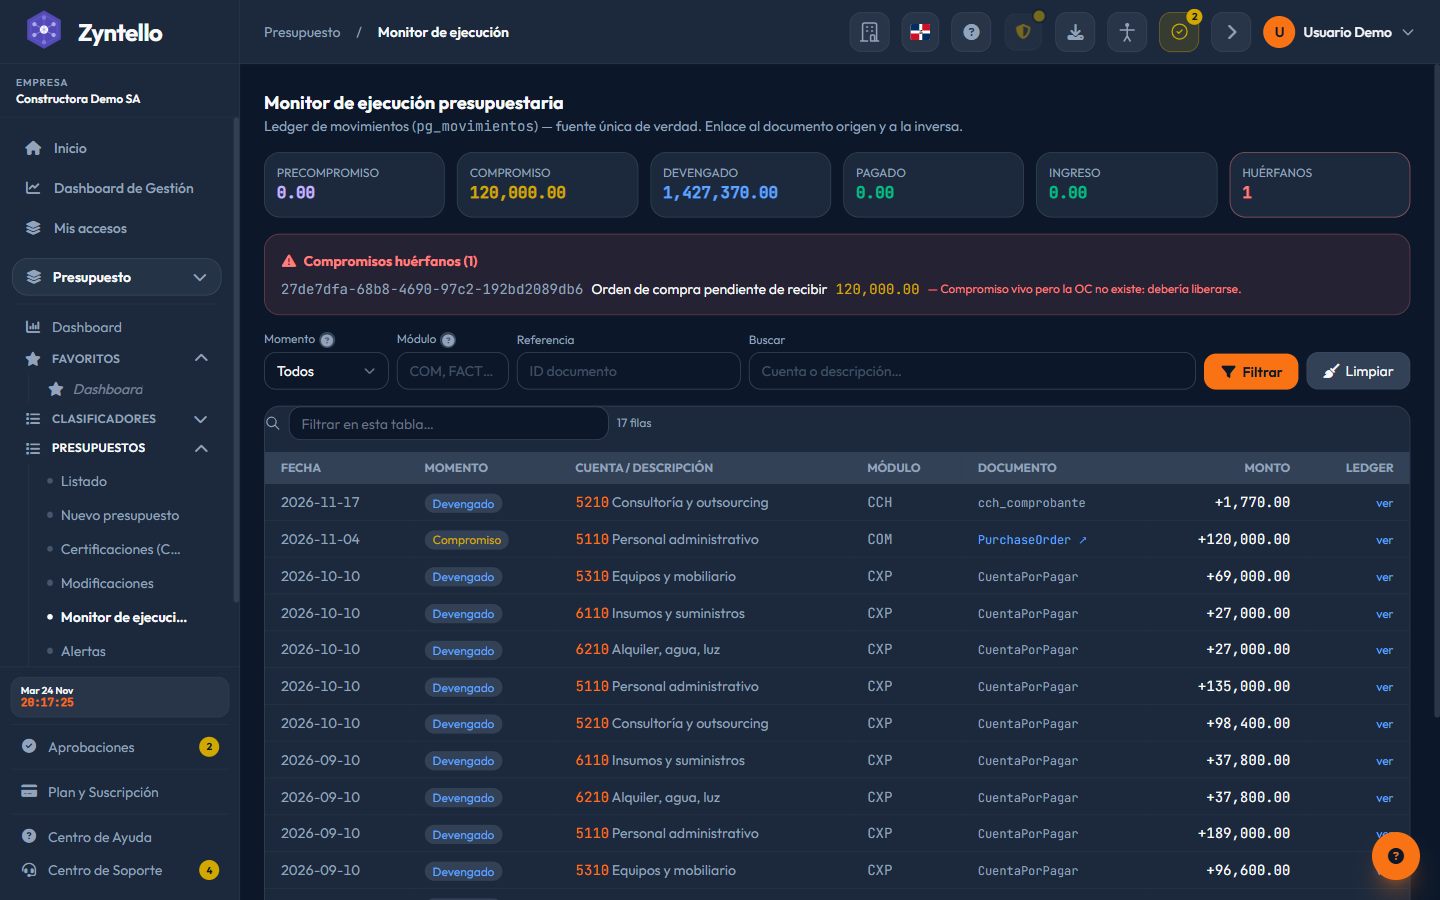 Zyntello
Presupuesto / Monitor de ejecución
2
U Usuario Demo
EMPRESA
Constructora Demo SA
Inicio
Dashboard de Gestión
Mis accesos
Presupuesto
Dashboard
FAVORITOS
Dashboard
CLASIFICADORES
PRESUPUESTOS
Listado
Nuevo presupuesto
Certificaciones (C...
Modificaciones
Monitor de ejecuci...
Alertas
Mar 24 Nov
20:17:25
Aprobaciones 2
Plan y Suscripción
Centro de Ayuda
Centro de Soporte 4
Monitor de ejecución presupuestaria
Ledger de movimientos (pg_movimientos) — fuente única de verdad. Enlace al documento origen y a la inversa.
PRECOMPROMISO
0.00
COMPROMISO
120,000.00
DEVENGADO
1,427,370.00
PAGADO
0.00
INGRESO
0.00
HUÉRFANOS
1
Compromisos huérfanos (1)
27de7dfa-68b8-4690-97c2-192bd2089db6 Orden de compra pendiente de recibir 120,000.00 — Compromiso vivo pero la OC no existe: debería liberarse.
Momento ? Módulo ? Referencia Buscar
Todos COM, FACT... ID documento Cuenta o descripción... Filtrar Limpiar
Filtrar en esta tabla... 17 filas
FECHA MOMENTO CUENTA / DESCRIPCIÓN MÓDULO DOCUMENTO MONTO LEDGER
2026-11-17 Devengado 5210 Consultoría y outsourcing CCH cch_comprobante +1,770.00 ver
2026-11-04 Compromiso 5110 Personal administrativo COM PurchaseOrder ↗ +120,000.00 ver
2026-10-10 Devengado 5310 Equipos y mobiliario CXP CuentaPorPagar +69,000.00 ver
2026-10-10 Devengado 6110 Insumos y suministros CXP CuentaPorPagar +27,000.00 ver
2026-10-10 Devengado 6210 Alquiler, agua, luz CXP CuentaPorPagar +27,000.00 ver
2026-10-10 Devengado 5110 Personal administrativo CXP CuentaPorPagar +135,000.00 ver
2026-10-10 Devengado 5210 Consultoría y outsourcing CXP CuentaPorPagar +98,400.00 ver
2026-09-10 Devengado 6110 Insumos y suministros CXP CuentaPorPagar +37,800.00 ver
2026-09-10 Devengado 6210 Alquiler, agua, luz CXP CuentaPorPagar +37,800.00 ver
2026-09-10 Devengado 5110 Personal administrativo CXP CuentaPorPagar +189,000.00 ver
2026-09-10 Devengado 5310 Equipos y mobiliario CXP CuentaPorPagar +96,600.00